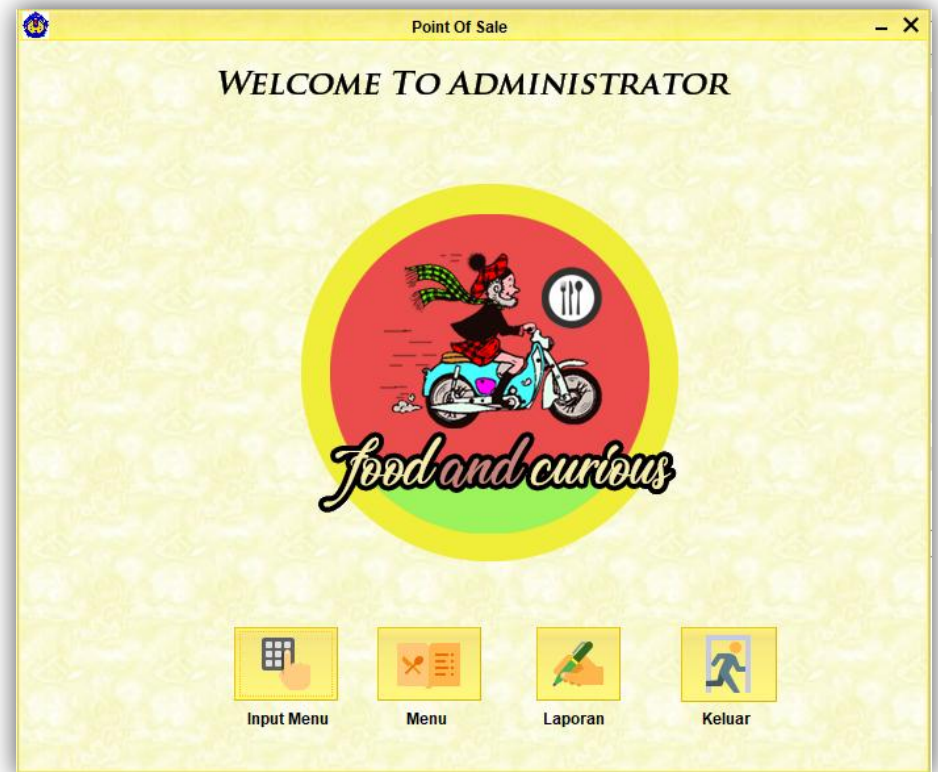 Point Of Sale
WELCOME TO ADMINISTRATOR
food and curious
Input Menu
Menu
Laporan
Keluar